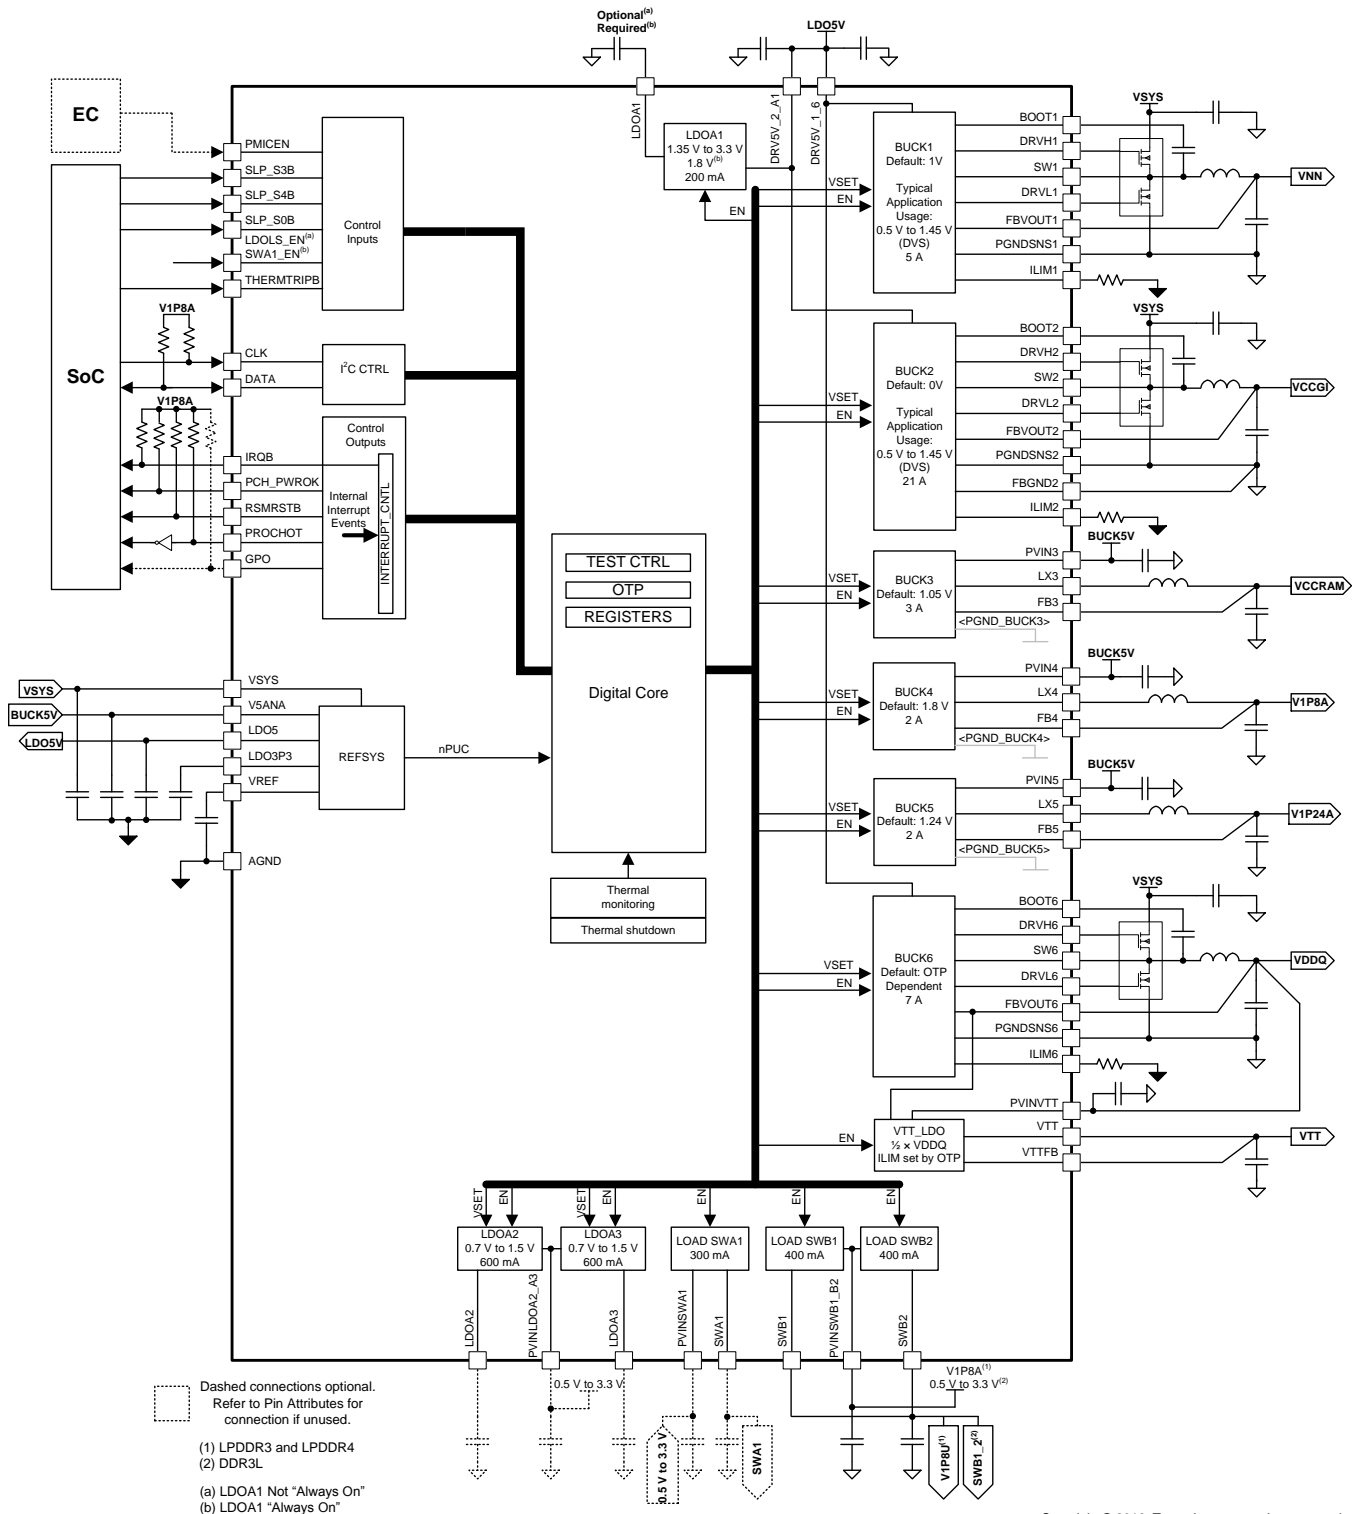 Optional(a)
Required(b)
LDO5V
EC
SoC
PMICEN
SLP_S3B
SLP_S4B
SLP_S0B
LDOLS_EN(a)
SWA1_EN(b)
THERMTRIPB
Control
Inputs
V1P8A
CLK
DATA
I2C CTRL
V1P8A
Control
Outputs
IRQB
PCH_PWROK
RSMRSTB
PROCHOT
GPO
Internal
Interrupt
Events
INTERRUPT_CNTL
VSYS
BUCK5V
LDO5V
VSYS
V5ANA
LDO5
LDO3P3
VREF
AGND
REFSYS
nPUC
TEST CTRL
OTP
REGISTERS
Digital Core
Thermal
monitoring
Thermal shutdown
LDOA1
DRV5V_2_A1
DRV5V_1_6
LDOA1
1.35 V to 3.3 V
1.8 V(b)
200 mA
EN
VSET
EN
BUCK1
Default: 1V
Typical
Application
Usage:
0.5 V to 1.45 V
(DVS)
5 A
BOOT1
DRVH1
SW1
DRVL1
FBVOUT1
PGNDSNS1
ILIM1
VSYS
VNN
VSET
EN
BUCK2
Default: 0V
Typical
Application
Usage:
0.5 V to 1.45 V
(DVS)
21 A
BOOT2
DRVH2
SW2
DRVL2
FBVOUT2
PGNDSNS2
FBGND2
ILIM2
VSYS
VCCGI
VSET
EN
BUCK3
Default: 1.05 V
3 A
PVIN3
LX3
FB3
<PGND_BUCK3>
BUCK5V
VCCRAM
VSET
EN
BUCK4
Default: 1.8 V
2 A
PVIN4
LX4
FB4
<PGND_BUCK4>
BUCK5V
V1P8A
VSET
EN
BUCK5
Default: 1.24 V
2 A
PVIN5
LX5
FB5
<PGND_BUCK5>
BUCK5V
V1P24A
VSET
EN
BUCK6
Default: OTP
Dependent
7 A
BOOT6
DRVH6
SW6
DRVL6
FBVOUT6
PGNDSNS6
ILIM6
VSYS
VDDQ
EN
VTT_LDO
½ × VDDQ
ILIM set by OTP
PVINVTT
VTT
VTTFB
VTT
VSET
EN
VSET
EN
EN
EN
EN
LDOA2
0.7 V to 1.5 V
600 mA
LDOA3
0.7 V to 1.5 V
600 mA
LOAD SWA1
300 mA
LOAD SWB1
400 mA
LOAD SWB2
400 mA
LDOA2
PVINLDOA2_A3
LDOA3
PVINSWA1
SWA1
SWB1
PVINSWB1_B2
SWB2
0.5 V to 3.3 V
V1P8A(1)
0.5 V to 3.3 V(2)
0.5 V to 3.3 V
SWA1
V1P8U(1)
SWB1_2(2)
Dashed connections optional.
Refer to Pin Attributes for
connection if unused.
(1) LPDDR3 and LPDDR4
(2) DDR3L
(a) LDOA1 Not “Always On”
(b) LDOA1 “Always On”